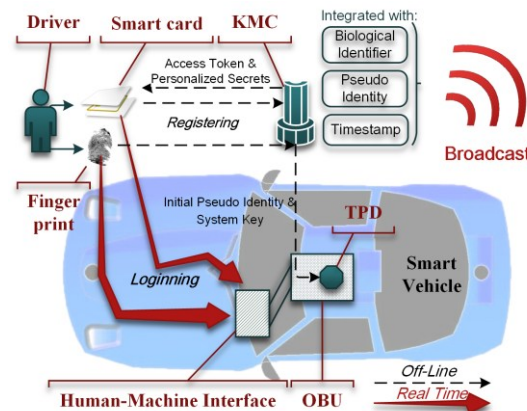 Driver
Smart card
KMC
Integrated with:
Biological
Identifier
Pseudo
Identity
Timestamp
Broadcast
Access Token &
Personalized Secrets
Registering
Finger
print
Initial Pseudo Identity &
System Key
TPD
Loginning
Smart
Vehicle
Human-Machine Interface
OBU
Off-Line
Real Time